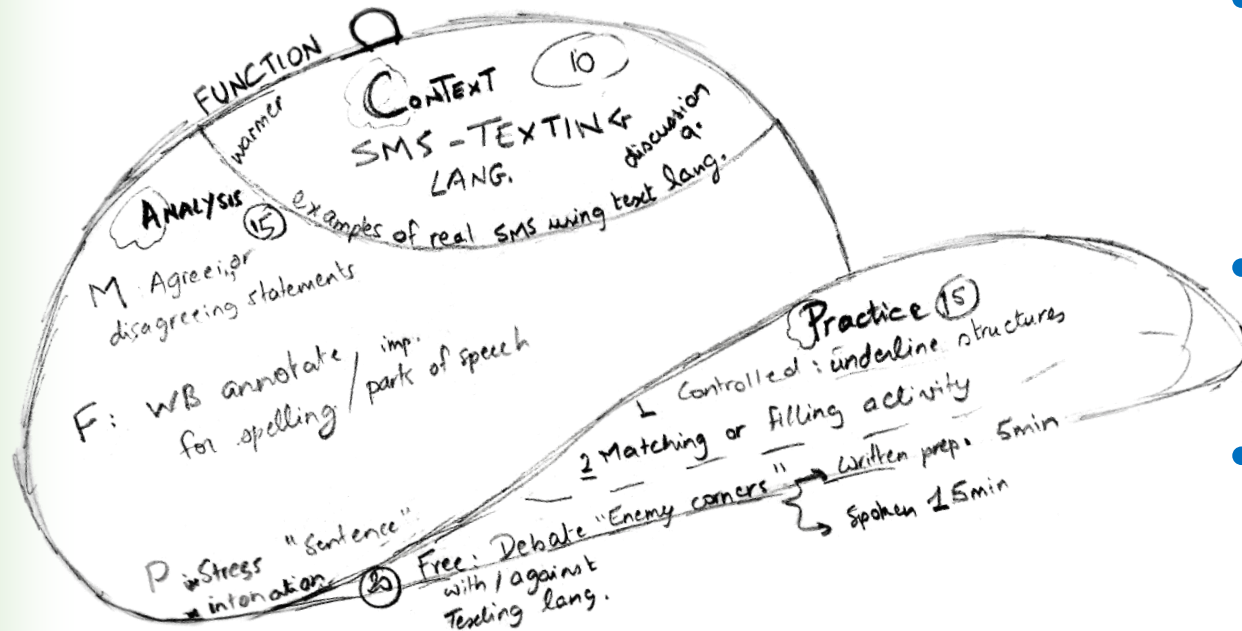 FUNCTION
CONTEXT
10
SMS - TEXTING
LANG.
warmer
discussion
q.
examples of real SMS using text lang.
ANALYSIS
15
M: Agreeing or
disagreeing statements
F: WB annotate / imp.
for spelling / part of speech
P: Stress "Sentence"
intonation
Practice 15
1 Controlled: underline structures
2 Matching or filling activity
20
Free: Debate "Enemy corners"
with / against
Texting lang.
written prep. 5min
Spoken 15min